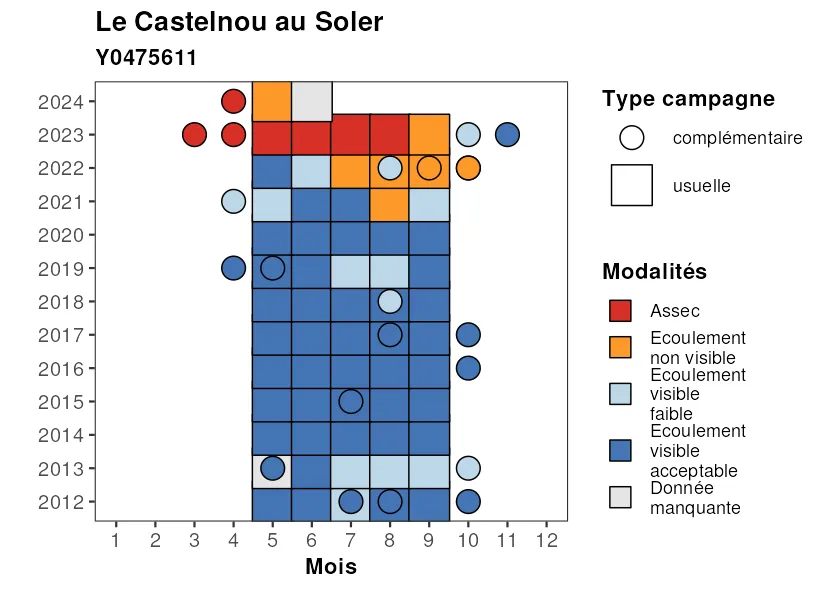 Le Castelnou au Soler
Y0475611
2024
2023
2022
2021
2020
2019
2018
2017
2016
2015
2014
2013
2012
1 2 3 4 5 6 7 8 9 10 11 12
Mois
Type campagne
complémentaire
usuelle
Modalités
Assec
Ecoulement
non visible
Ecoulement
visible
faible
Ecoulement
visible
acceptable
Donnée
manquante